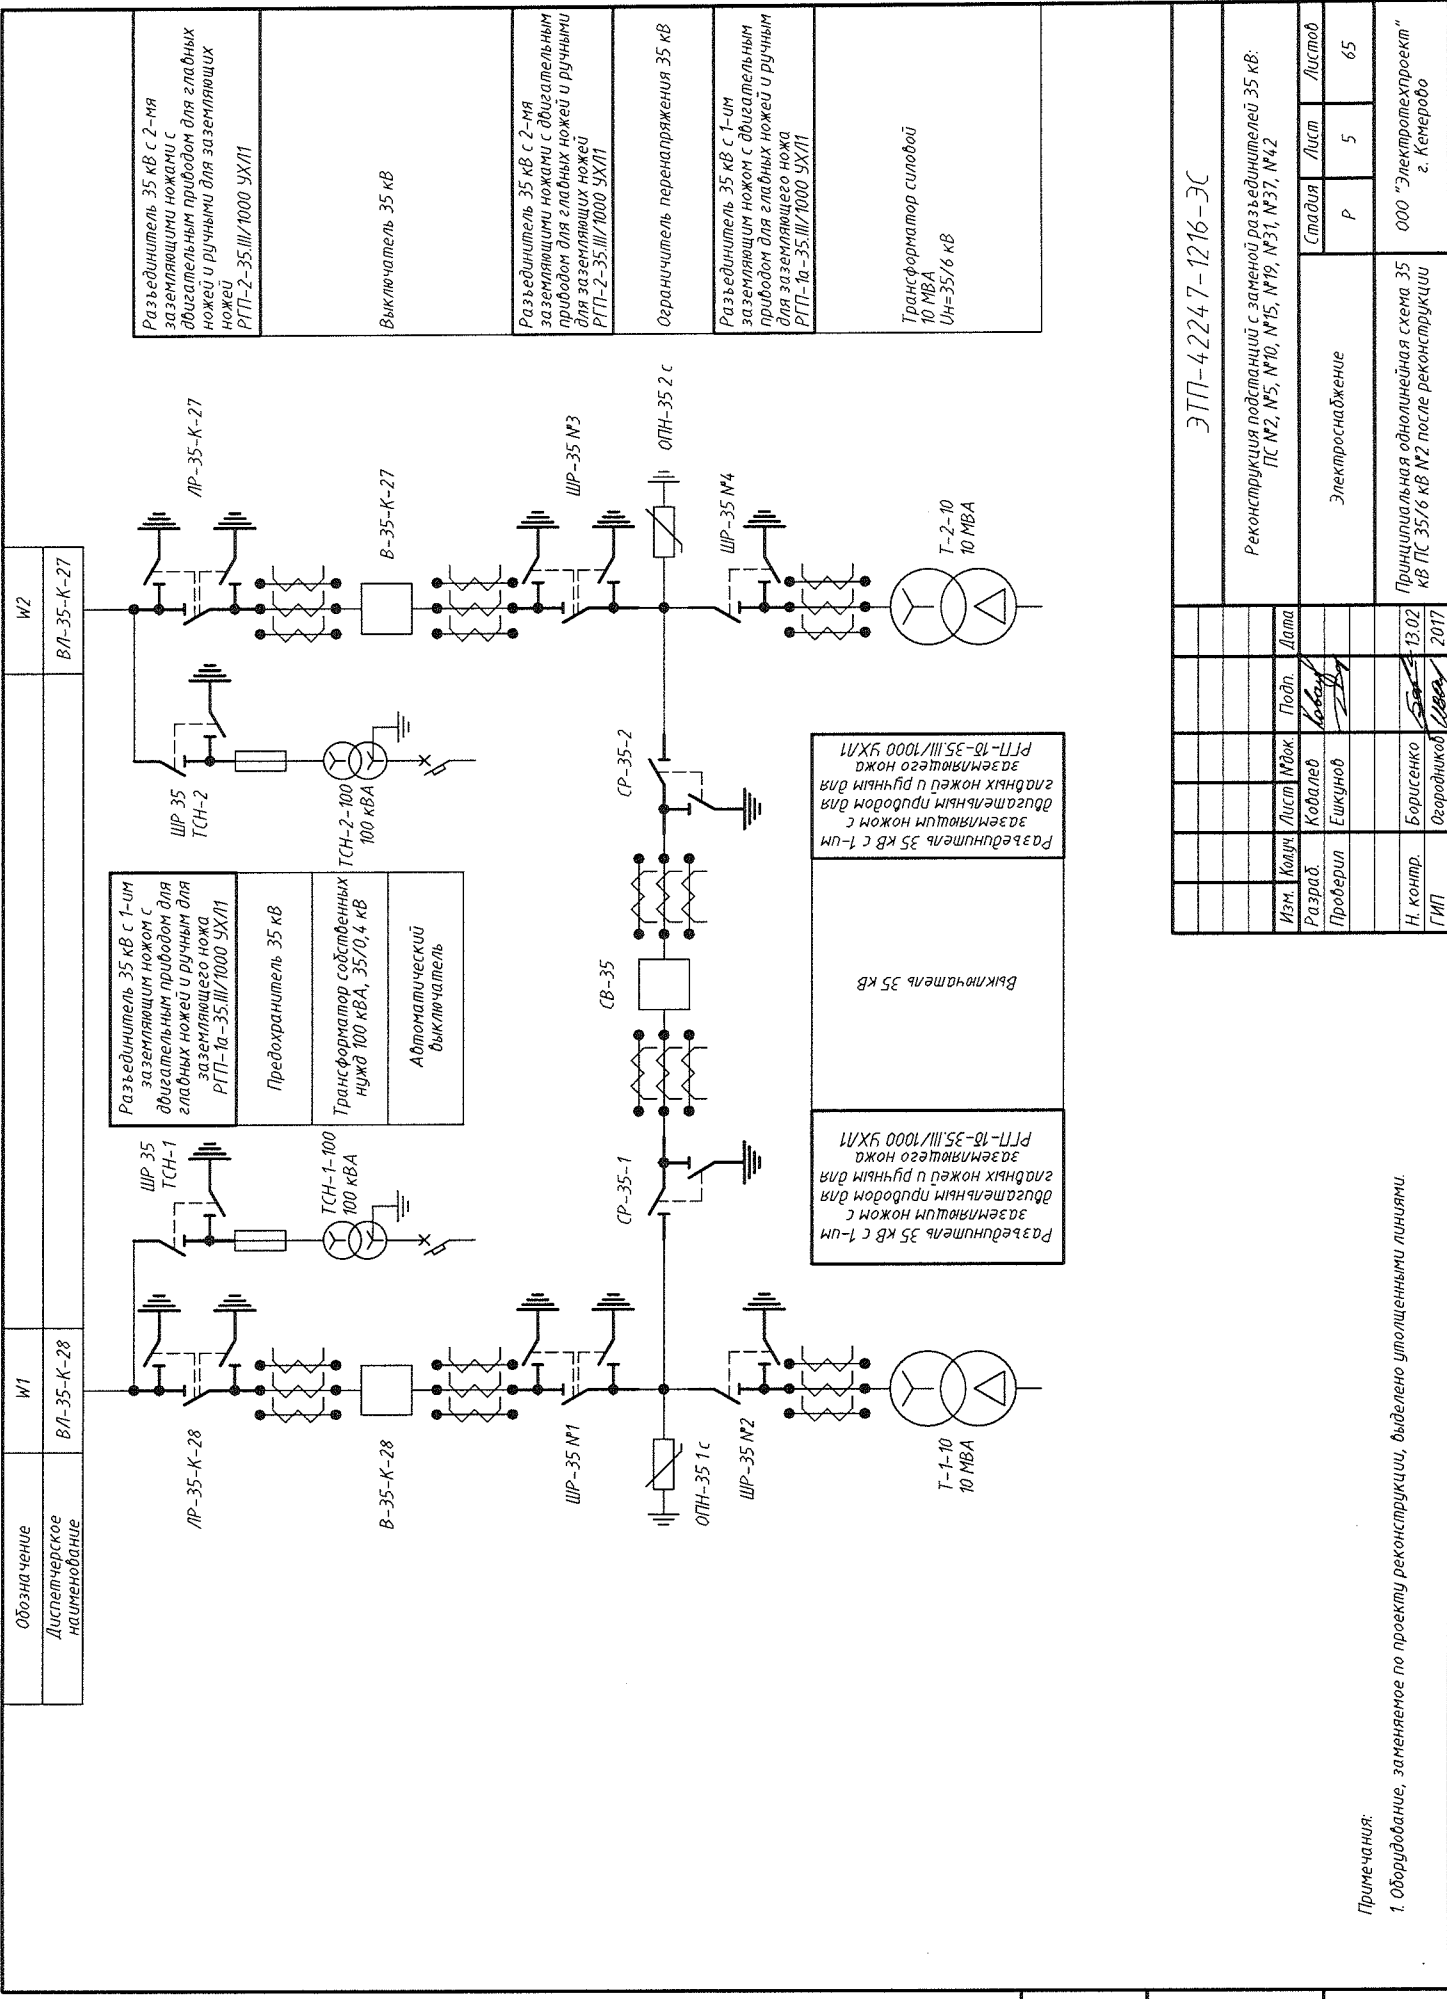 Обозначение
W1
W2
Диспетчерское
наименование
ВЛ-35-К-28
ВЛ-35-К-27
ЛР-35-К-28
В-35-К-28
ШР-35 №1
ОПН-35 1 с
ШР-35 №2
Т-1-10
10 МВА
ШР 35
ТСН-1
ТСН-1-100
100 кВА
Разъединитель 35 кВ с 1-им
заземляющим ножом с
двигательным приводом для
главных ножей и ручным для
заземляющего ножа
РГП-1а-35.III/1000 УХЛ1
Предохранитель 35 кВ
Трансформатор собственных
нужд 100 кВА, 35/0,4 кВ
Автоматический
выключатель
ШР 35
ТСН-2
ТСН-2-100
100 кВА
СР-35-1
СВ-35
СР-35-2
Разъединитель 35 кВ с 1-им
заземляющим ножом с
двигательным приводом для
главных ножей и ручным для
заземляющего ножа
РГП-1б-35.III/1000 УХЛ1
Выключатель 35 кВ
Разъединитель 35 кВ с 1-им
заземляющим ножом с
двигательным приводом для
главных ножей и ручным для
заземляющего ножа
РГП-1б-35.III/1000 УХЛ1
ЛР-35-К-27
В-35-К-27
ШР-35 №3
ОПН-35 2 с
ШР-35 №4
Т-2-10
10 МВА
Разъединитель 35 кВ с 2-мя
заземляющими ножами с
двигательным приводом для главных
ножей и ручными для заземляющих
ножей
РГП-2-35.III/1000 УХЛ1
Выключатель 35 кВ
Разъединитель 35 кВ с 2-мя
заземляющими ножами с двигательным
приводом для главных ножей и ручными
для заземляющих ножей
РГП-2-35.III/1000 УХЛ1
Ограничитель перенапряжения 35 кВ
Разъединитель 35 кВ с 1-им
заземляющим ножом с двигательным
приводом для главных ножей и ручным
для заземляющего ножа
РГП-1а-35.III/1000 УХЛ1
Трансформатор силовой
10 МВА
Uн=35/6 кВ
Примечания:
1. Оборудование, заменяемое по проекту реконструкции, выделено утолщенными линиями.
ЭТП-42247-1216-ЭС
Реконструкция подстанций с заменой разъединителей 35 кВ:
ПС №2, №5, №10, №15, №19, №31, №37, №42
Изм. Кол.уч. Лист №док. Подп. Дата
Разраб. Ковалев
Проверил Ешкунов
Н. контр. Борисенко 13.02
ГИП Огородников 2017
Электроснабжение
Стадия Лист Листов
Р 5 65
Принципиальная однолинейная схема 35
кВ ПС 35/6 кВ №2 после реконструкции
ООО "Электротехпроект"
г. Кемерово